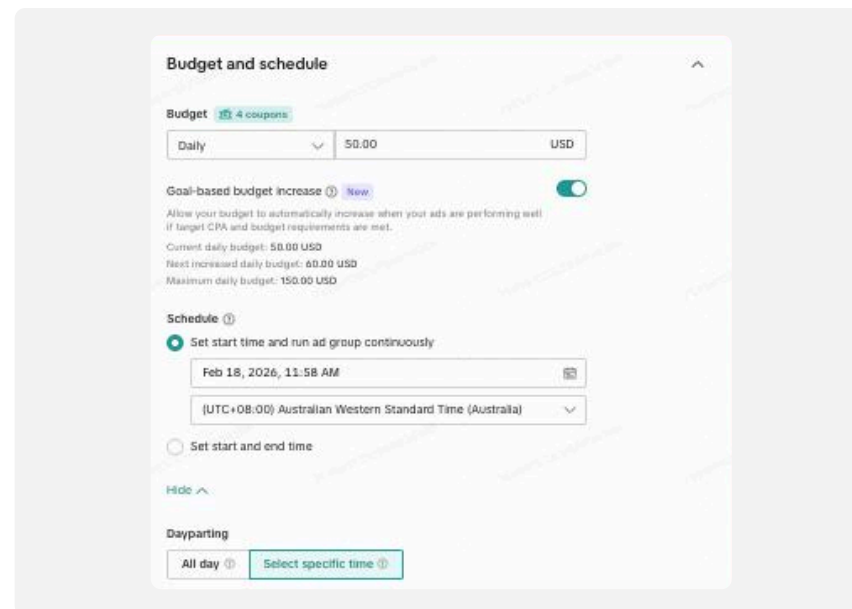 Budget and schedule
Budget 4 coupons
Daily 50.00 USD
Goal-based budget increase New
Allow your budget to automatically increase when your ads are performing well
if target CPA and budget requirements are met.
Current daily budget: 50.00 USD
Next increased daily budget: 60.00 USD
Maximum daily budget: 150.00 USD
Schedule
Set start time and run ad group continuously
Feb 18, 2026, 11:58 AM
(UTC+08:00) Australian Western Standard Time (Australia)
Set start and end time
Hide
Dayparting
All day Select specific time